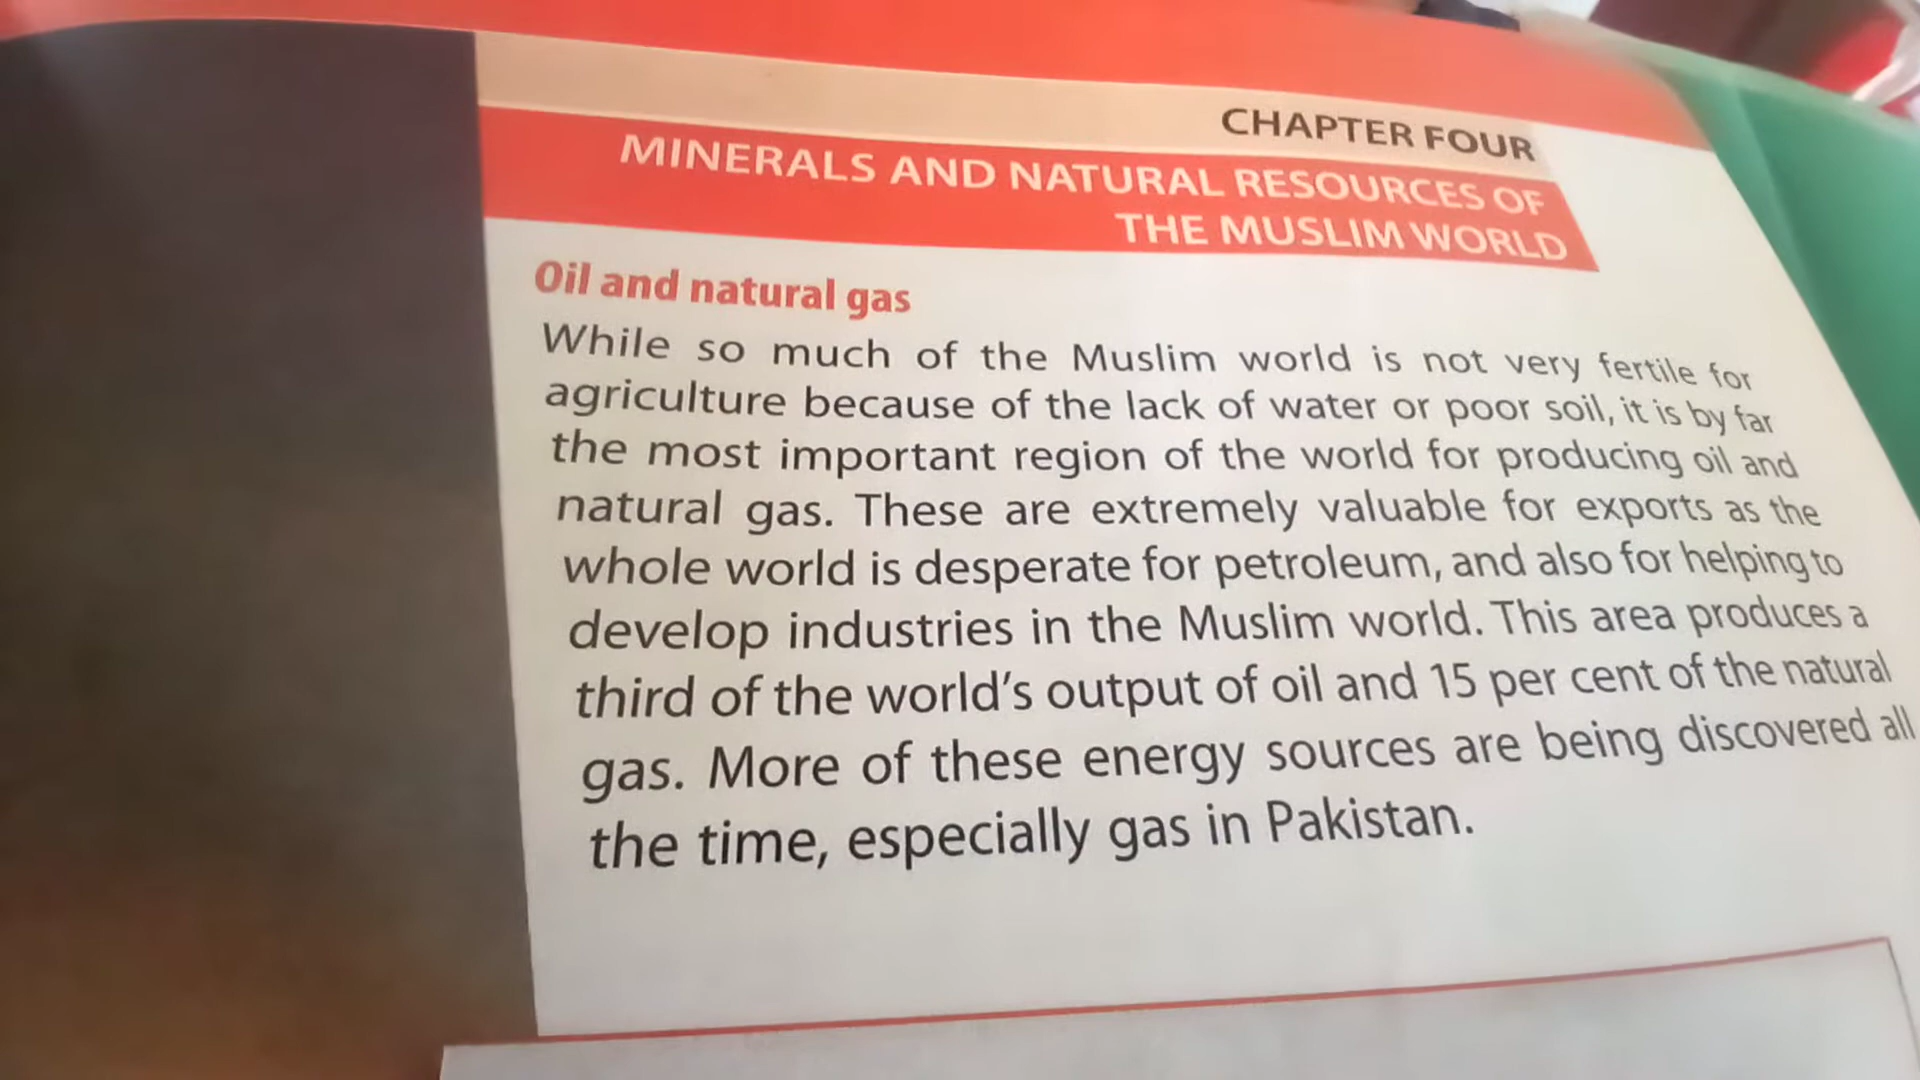 CHAPTER FOUR
MINERALS AND NATURAL RESOURCES OF
THE MUSLIM WORLD
Oil and natural gas
While so much of the Muslim world is not very fertile for
agriculture because of the lack of water or poor soil, it is by far
the most important region of the world for producing oil and
natural gas. These are extremely valuable for exports as the
whole world is desperate for petroleum, and also for helping to
develop industries in the Muslim world. This area produces a
third of the world's output of oil and 15 per cent of the natural
gas. More of these energy sources are being discovered all
the time, especially gas in Pakistan.